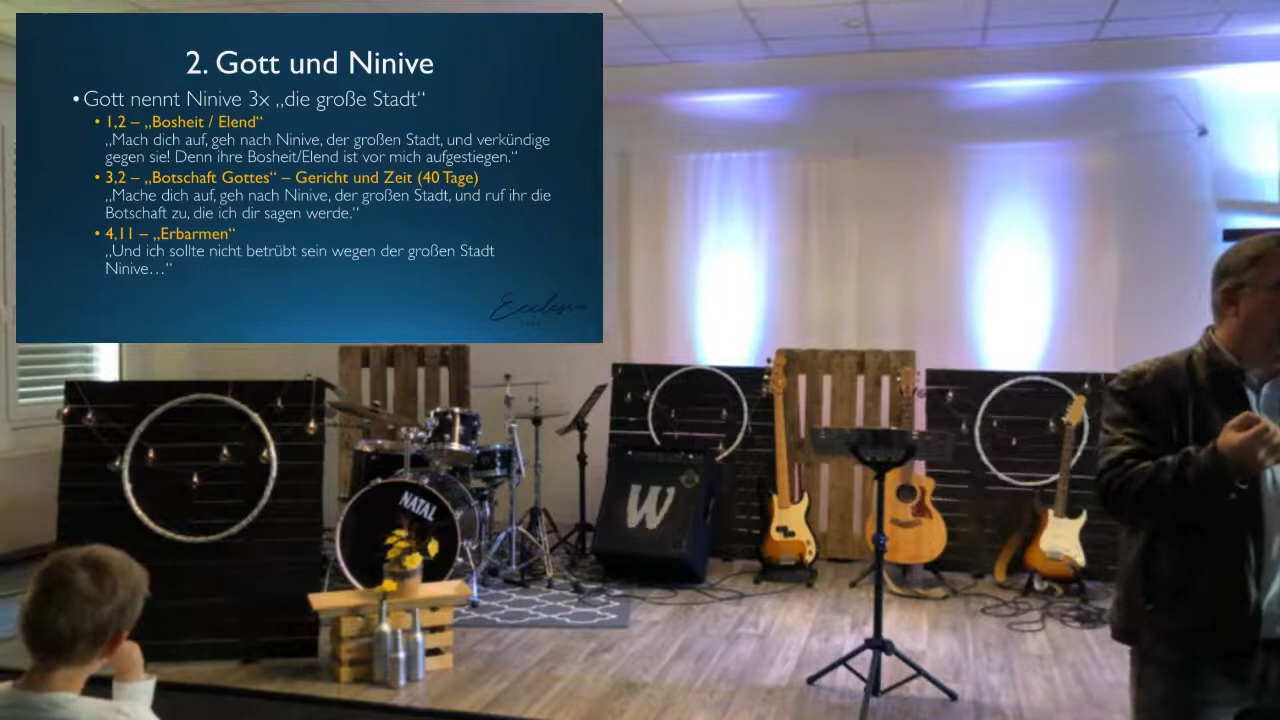 2. Gott und Ninive
• Gott nennt Ninive 3x „die große Stadt“
• 1,2 – „Bosheit / Elend“
„Mach dich auf, geh nach Ninive, der großen Stadt, und verkündige
gegen sie! Denn ihre Bosheit/Elend ist vor mich aufgestiegen.“
• 3,2 – „Botschaft Gottes“ – Gericht und Zeit (40 Tage)
„Mache dich auf, geh nach Ninive, der großen Stadt, und ruf ihr die
Botschaft zu, die ich dir sagen werde.“
• 4,11 – „Erbarmen“
„Und ich sollte nicht betrübt sein wegen der großen Stadt
Ninive…“
Ecclesia
NATAL
W